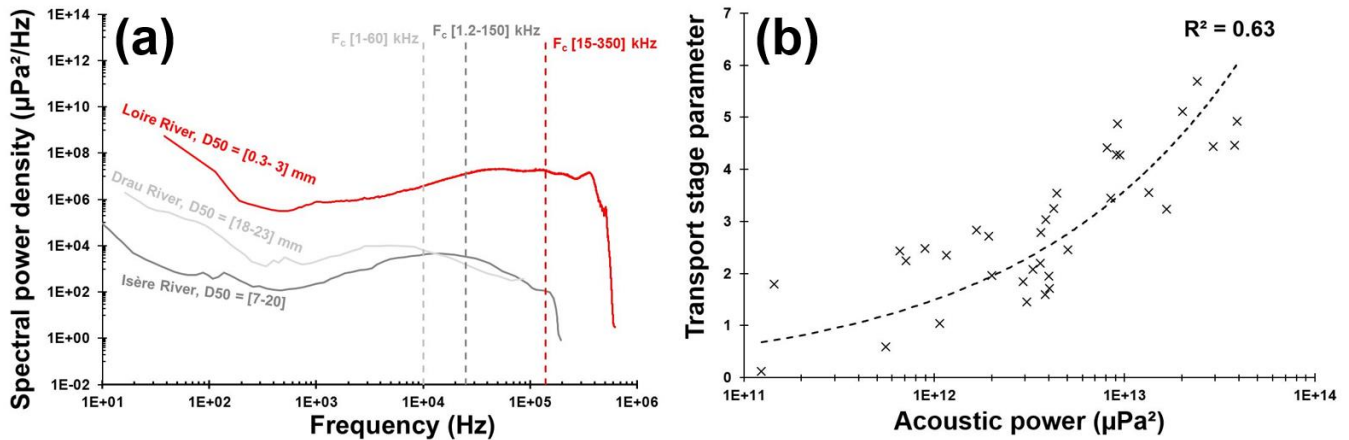 (a)
Spectral power density (µPa²/Hz)
1E+14
1E+12
1E+10
1E+08
1E+06
1E+04
1E+02
1E+00
1E-02
F_c [1-60] kHz
F_c [1.2-150] kHz
F_c [15-350] kHz
Loire River, D50 = [0.3- 3] mm
Drau River, D50 = [18-23] mm
Isère River, D50 = [7-20]
1E+01
1E+02
1E+03
1E+04
1E+05
1E+06
Frequency (Hz)
(b)
R² = 0.63
Transport stage parameter
7
6
5
4
3
2
1
0
1E+11
1E+12
1E+13
1E+14
Acoustic power (µPa²)